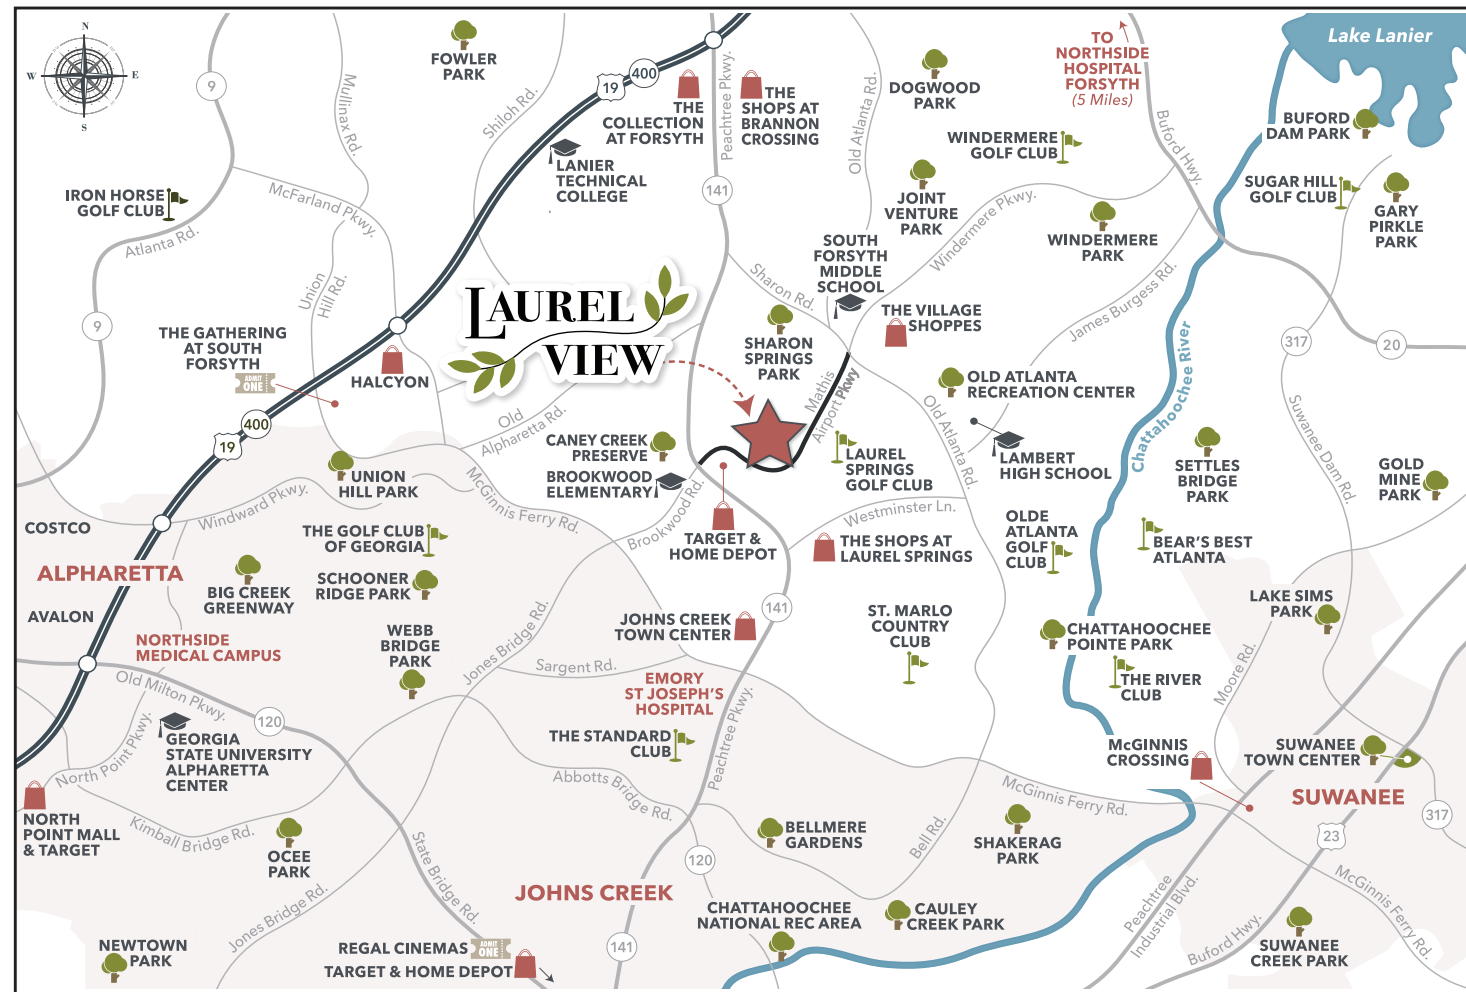 N
W
E
S
FOWLER
PARK
9
Mullinax Rd.
Shiloh Rd.
19
400
THE
COLLECTION
AT FORSYTH
Peachtree Pkwy.
THE
SHOPS AT
BRANNON
CROSSING
Old Atlanta Rd.
DOGWOOD
PARK
TO
NORTHSIDE
HOSPITAL
FORSYTH
(5 Miles)
Lake Lanier
BUFORD
DAM PARK
Buford Hwy.
WINDERMERE
GOLF CLUB
LANIER
TECHNICAL
COLLEGE
141
JOINT
VENTURE
PARK
SUGAR HILL
GOLF CLUB
GARY
PIRKLE
PARK
IRON HORSE
GOLF CLUB
McFarland Pkwy.
Atlanta Rd.
Windermere Pkwy.
WINDERMERE
PARK
SOUTH
FORSYTH
MIDDLE
SCHOOL
Sharon Rd.
Union
Hill Rd.
LAUREL
VIEW
9
THE GATHERING
AT SOUTH
FORSYTH
ADMIT
ONE
HALCYON
SHARON
SPRINGS
PARK
THE VILLAGE
SHOPPES
James Burgess Rd.
Chattahoochee River
317
20
OLD ATLANTA
RECREATION CENTER
Mathis
Airport Pkwy
Old
Alpharetta Rd.
Old Atlanta Rd.
Suwanee Dam Rd.
400
19
CANEY CREEK
PRESERVE
BROOKWOOD
ELEMENTARY
LAUREL
SPRINGS
GOLF CLUB
LAMBERT
HIGH SCHOOL
SETTLES
BRIDGE
PARK
GOLD
MINE
PARK
UNION
HILL PARK
McGinnis Ferry Rd.
Windward Pkwy.
Brookwood Rd.
TARGET &
HOME DEPOT
Westminster Ln.
THE SHOPS AT
LAUREL SPRINGS
OLDE
ATLANTA
GOLF
CLUB
BEAR'S BEST
ATLANTA
COSTCO
THE GOLF CLUB
OF GEORGIA
ALPHARETTA
BIG CREEK
GREENWAY
SCHOONER
RIDGE PARK
AVALON
NORTHSIDE
MEDICAL CAMPUS
WEBB
BRIDGE
PARK
Jones Bridge Rd.
JOHNS CREEK
TOWN CENTER
141
ST. MARLO
COUNTRY
CLUB
CHATTAHOOCHEE
POINTE PARK
LAKE SIMS
PARK
Moore Rd.
THE RIVER
CLUB
Sargent Rd.
EMORY
ST JOSEPH'S
HOSPITAL
Old Milton Pkwy.
120
GEORGIA
STATE UNIVERSITY
ALPHARETTA
CENTER
North Point Pkwy.
THE STANDARD
CLUB
Peachtree Pkwy.
Abbotts Bridge Rd.
McGINNIS
CROSSING
SUWANEE
TOWN CENTER
SUWANEE
McGinnis Ferry Rd.
317
23
NORTH
POINT MALL
& TARGET
Kimball Bridge Rd.
OCEE
PARK
State Bridge Rd.
BELLMERE
GARDENS
120
Bell Rd.
SHAKERAG
PARK
JOHNS CREEK
Jones Bridge Rd.
CHATTAHOOCHEE
NATIONAL REC AREA
CAULEY
CREEK PARK
Peachtree
Industrial Blvd.
McGinnis Ferry Rd.
NEWTOWN
PARK
REGAL CINEMAS
ADMIT
ONE
TARGET & HOME DEPOT
141
Buford Hwy.
SUWANEE
CREEK PARK